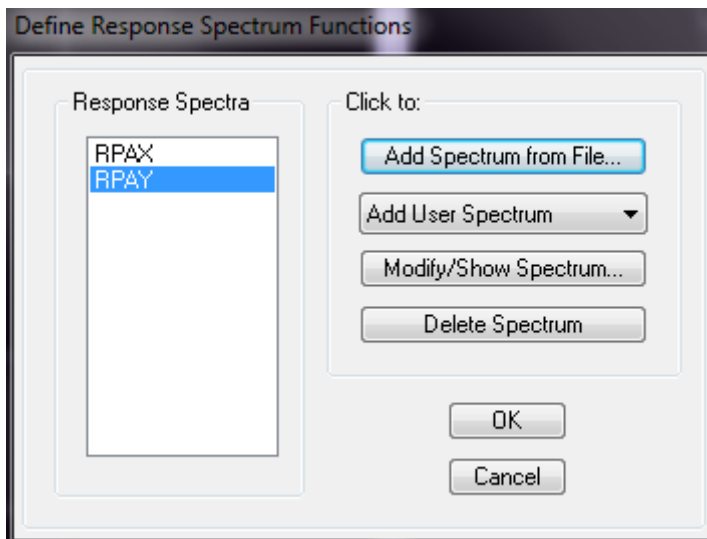 Define Response Spectrum Functions
Response Spectra
RPAX
RPAY
Click to:
Add Spectrum from File...
Add User Spectrum
Modify/Show Spectrum...
Delete Spectrum
OK
Cancel